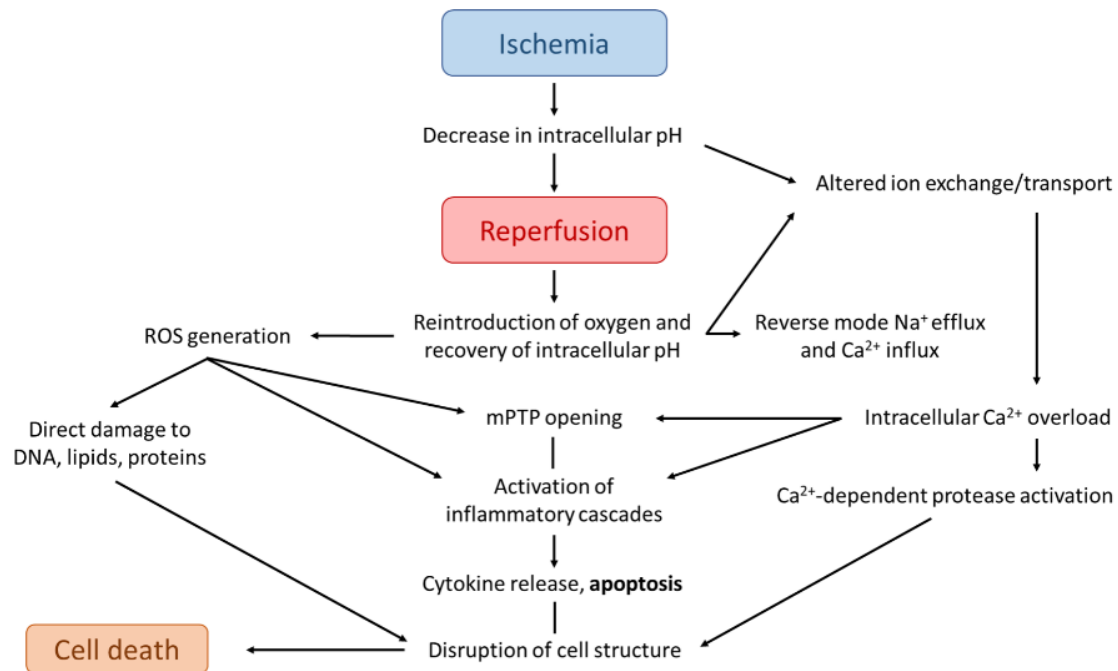 Ischemia
Decrease in intracellular pH
Altered ion exchange/transport
Reperfusion
ROS generation
Reintroduction of oxygen and
recovery of intracellular pH
Reverse mode Na⁺ efflux
and Ca²⁺ influx
Direct damage to
DNA, lipids, proteins
mPTP opening
Intracellular Ca²⁺ overload
Activation of
inflammatory cascades
Ca²⁺-dependent protease activation
Cytokine release, apoptosis
Cell death
Disruption of cell structure